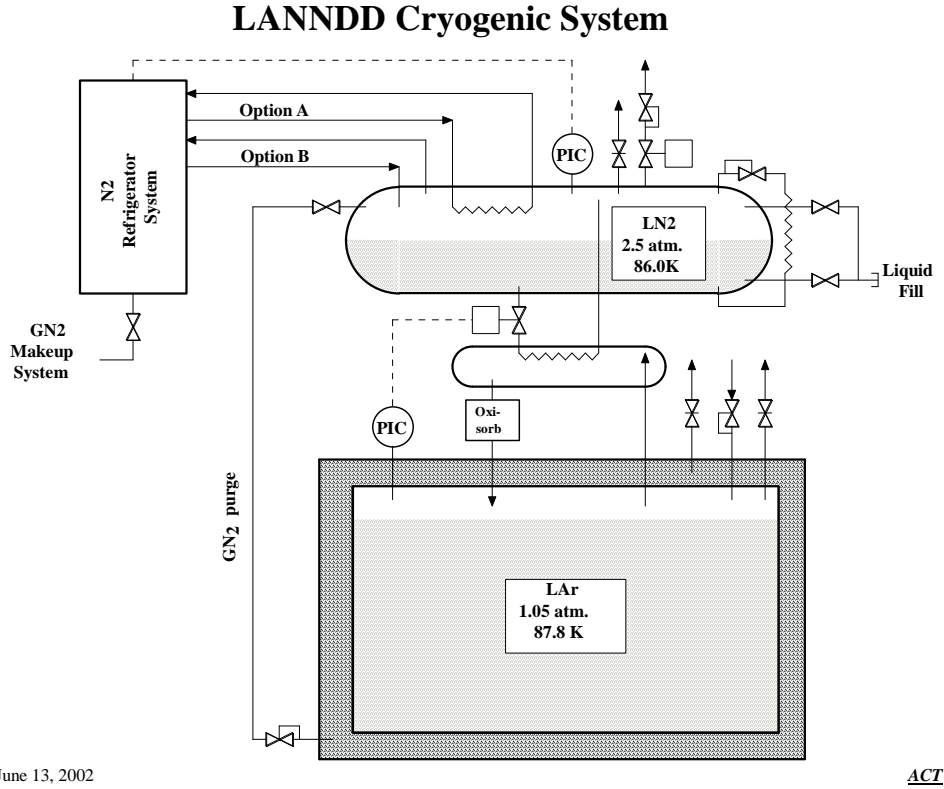 LANNDD Cryogenic System
Option A
Option B
PIC
N2
Refrigerator
System
LN2
2.5 atm.
86.0K
Liquid
Fill
GN2
Makeup
System
Oxi-
sorb
PIC
GN2 purge
LAr
1.05 atm.
87.8 K
June 13, 2002
ACT